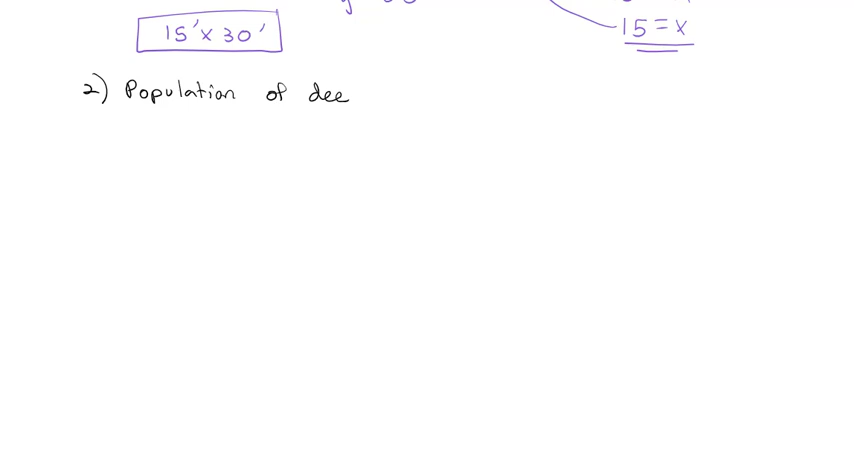 15' x 30'
15 = x
2) Population of dee